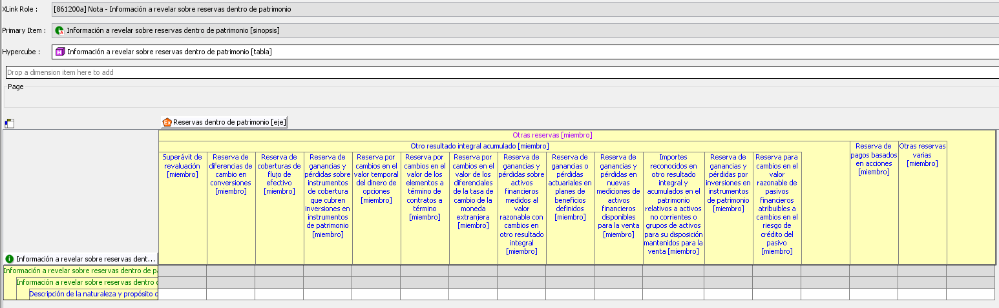 XLink Role :
[861200a] Nota - Información a revelar sobre reservas dentro de patrimonio
Primary Item :
Información a revelar sobre reservas dentro de patrimonio [sinopsis]
Hypercube :
Información a revelar sobre reservas dentro de patrimonio [tabla]
Drop a dimension item here to add
Page
Reservas dentro de patrimonio [eje]
Otras reservas [miembro]
Otro resultado integral acumulado [miembro]
Superávit de
revaluación
[miembro]
Reserva de
diferencias de
cambio en
conversiones
[miembro]
Reserva de
coberturas de
flujo de
efectivo
[miembro]
Reserva de
ganancias y
pérdidas sobre
instrumentos
de cobertura
que cubren
inversiones en
instrumentos
de patrimonio
[miembro]
Reserva por
cambios en el
valor temporal
del dinero de
opciones
[miembro]
Reserva por
cambios en el
valor de los
elementos a
término de
contratos a
término
[miembro]
Reserva por
cambios en el
valor de los
diferenciales
de la tasa de
cambio de la
moneda
extranjera
[miembro]
Reserva de
ganancias y
pérdidas sobre
activos
financieros
medidos al
valor
razonable con
cambios en
otro resultado
integral
[miembro]
Reserva de
ganancias o
pérdidas
actuariales en
planes de
beneficios
definidos
[miembro]
Reserva de
ganancias y
pérdidas en
nuevas
mediciones de
activos
financieros
disponibles
para la venta
[miembro]
Importes
reconocidos en
otro resultado
integral y
acumulados en el
patrimonio
relativos a activos
no corrientes o
grupos de activos
para su disposición
mantenidos para la
venta [miembro]
Reserva de
ganancias y
pérdidas por
inversiones en
instrumentos
de patrimonio
[miembro]
Reserva para
cambios en el
valor
razonable de
pasivos
financieros
atribuibles a
cambios en el
riesgo de
crédito del
pasivo
[miembro]
Reserva de
pagos basados
en acciones
[miembro]
Otras reservas
varias
[miembro]
Información a revelar sobre reservas dent...
Información a revelar sobre reservas dentro de pa
Información a revelar sobre reservas dentro d
Descripción de la naturaleza y propósito d